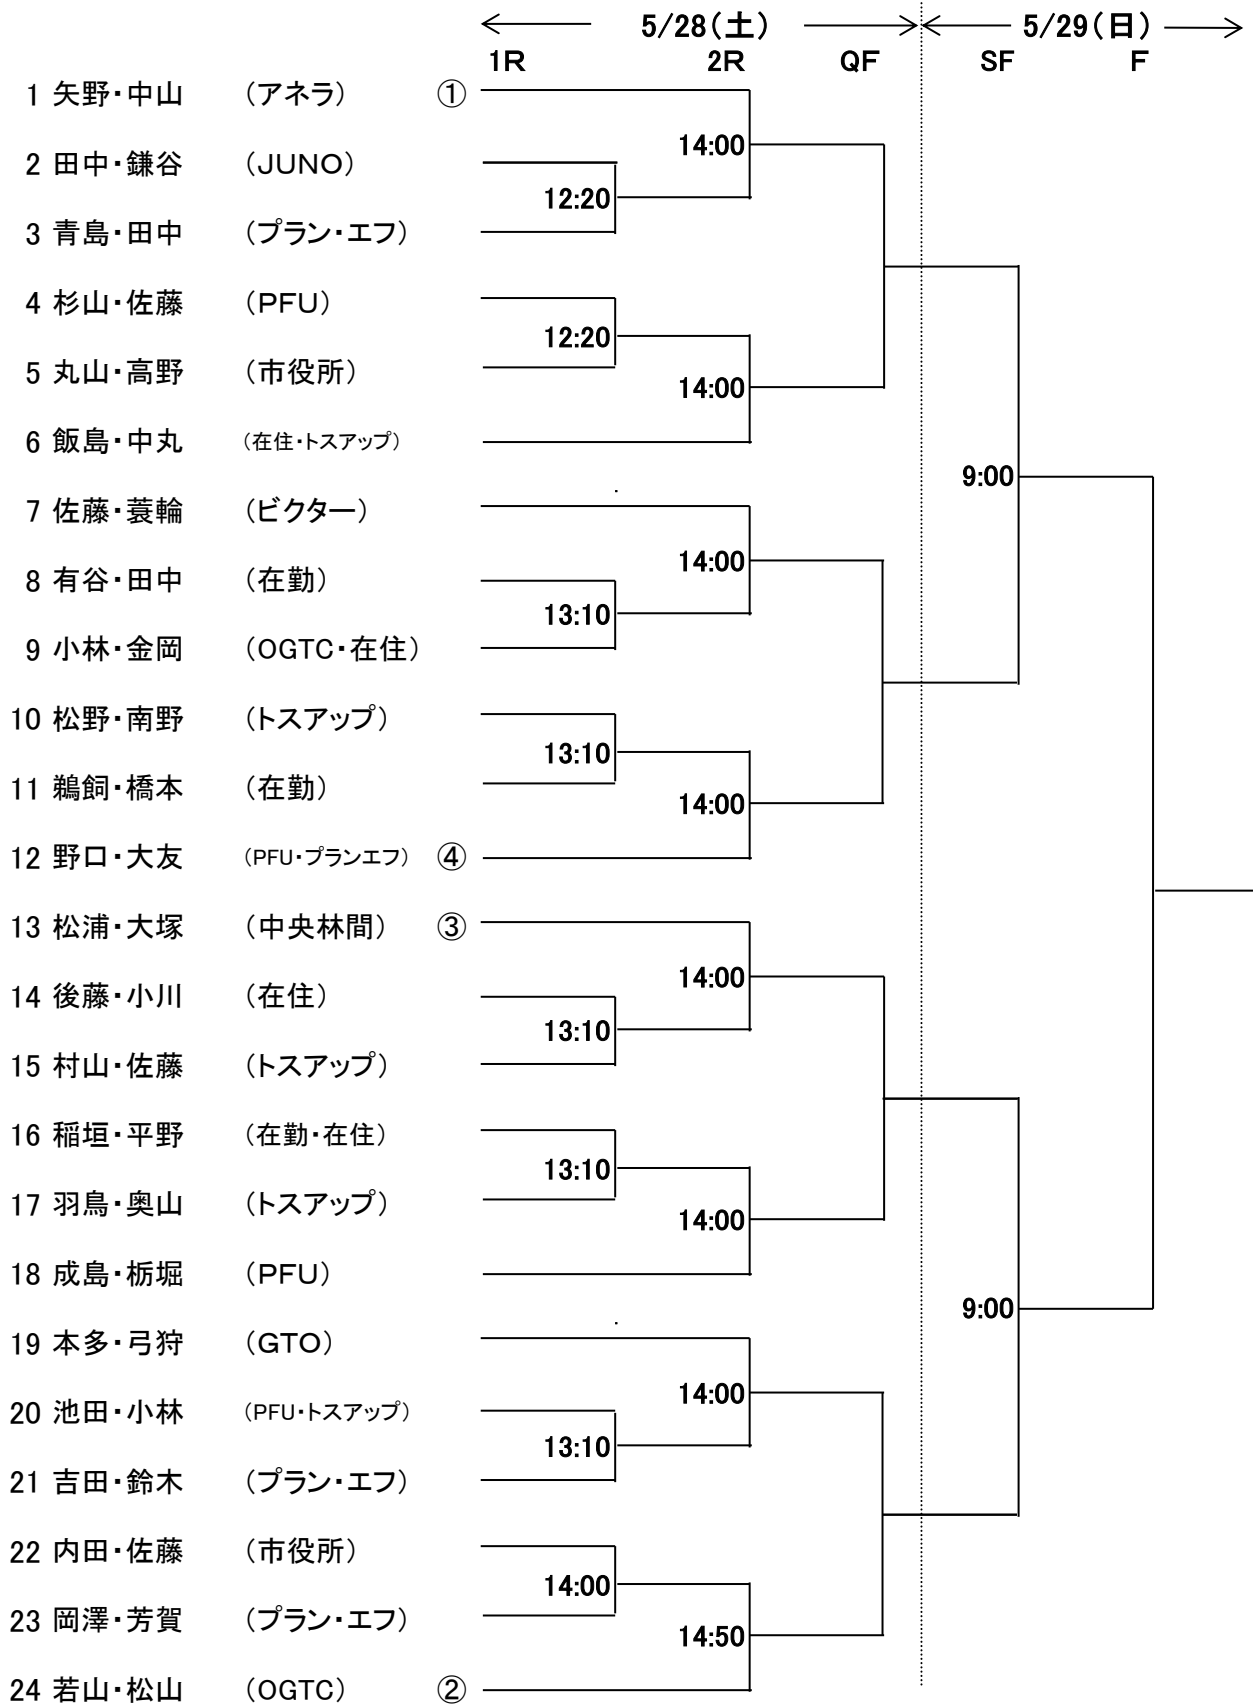 5/28(土) 5/29(日)
1R 2R QF SF F
1 矢野・中山 (アネラ) ①
14:00
2 田中・鎌谷 (JUNO)
12:20
3 青島・田中 (プラン・エフ)
4 杉山・佐藤 (PFU)
12:20
5 丸山・高野 (市役所)
14:00
6 飯島・中丸 (在住・トスアップ)
9:00
7 佐藤・蓑輪 (ビクター)
14:00
8 有谷・田中 (在勤)
13:10
9 小林・金岡 (OGTC・在住)
10 松野・南野 (トスアップ)
13:10
11 鵜飼・橋本 (在勤)
14:00
12 野口・大友 (PFU・プランエフ) ④
13 松浦・大塚 (中央林間) ③
14:00
14 後藤・小川 (在住)
13:10
15 村山・佐藤 (トスアップ)
16 稲垣・平野 (在勤・在住)
13:10
17 羽鳥・奥山 (トスアップ)
14:00
18 成島・栃堀 (PFU)
9:00
19 本多・弓狩 (GTO)
14:00
20 池田・小林 (PFU・トスアップ)
13:10
21 吉田・鈴木 (プラン・エフ)
22 内田・佐藤 (市役所)
14:00
23 岡澤・芳賀 (プラン・エフ)
14:50
24 若山・松山 (OGTC) ②